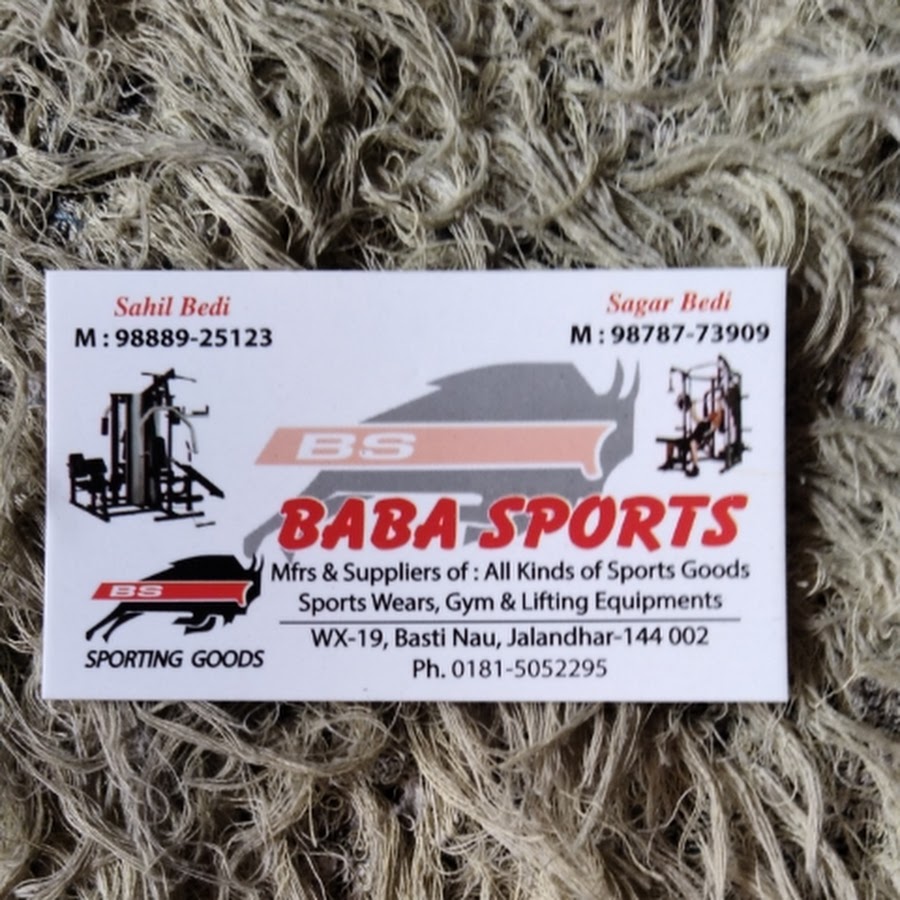 Sahil Bedi
M : 98889-25123
Sagar Bedi
M : 98787-73909
BS
BABA SPORTS
Mfrs & Suppliers of : All Kinds of Sports Goods
Sports Wears, Gym & Lifting Equipments
WX-19, Basti Nau, Jalandhar-144 002
Ph. 0181-5052295
BS
SPORTING GOODS